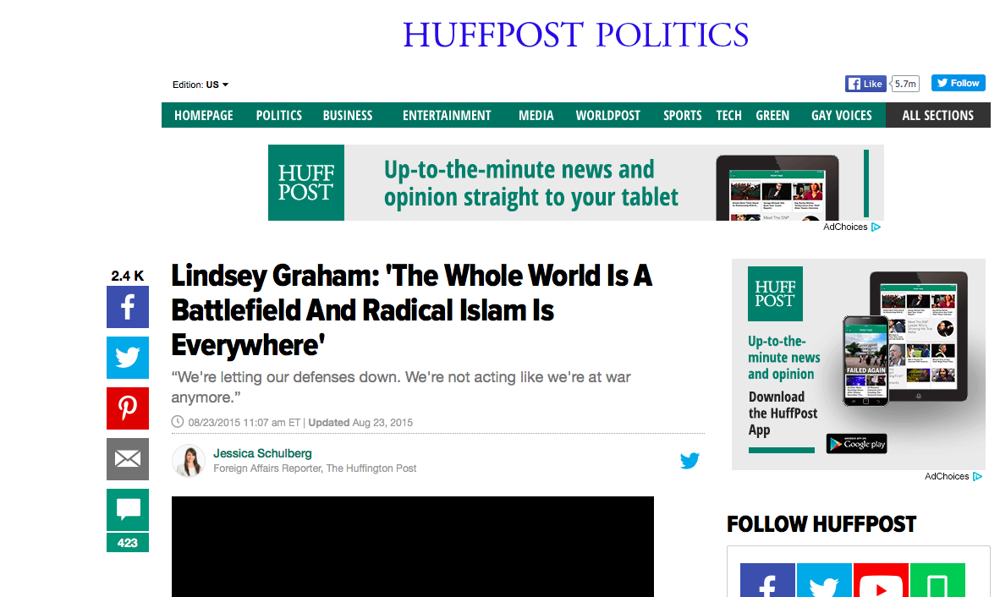 HUFFPOST POLITICS
Edition: US
Like
5.7m
Follow
HOMEPAGE POLITICS BUSINESS ENTERTAINMENT MEDIA WORLDPOST SPORTS TECH GREEN GAY VOICES ALL SECTIONS
HUFF
POST
Up-to-the-minute news and
opinion straight to your tablet
AdChoices
2.4 K
423
Lindsey Graham: 'The Whole World Is A
Battlefield And Radical Islam Is
Everywhere'
“We're letting our defenses down. We're not acting like we're at war
anymore.”
08/23/2015 11:07 am ET | Updated Aug 23, 2015
Jessica Schulberg
Foreign Affairs Reporter, The Huffington Post
HUFF
POST
Up-to-the-
minute news
and opinion
Download
the HuffPost
App
FAILED AGAIN
Google play
AdChoices
FOLLOW HUFFPOST